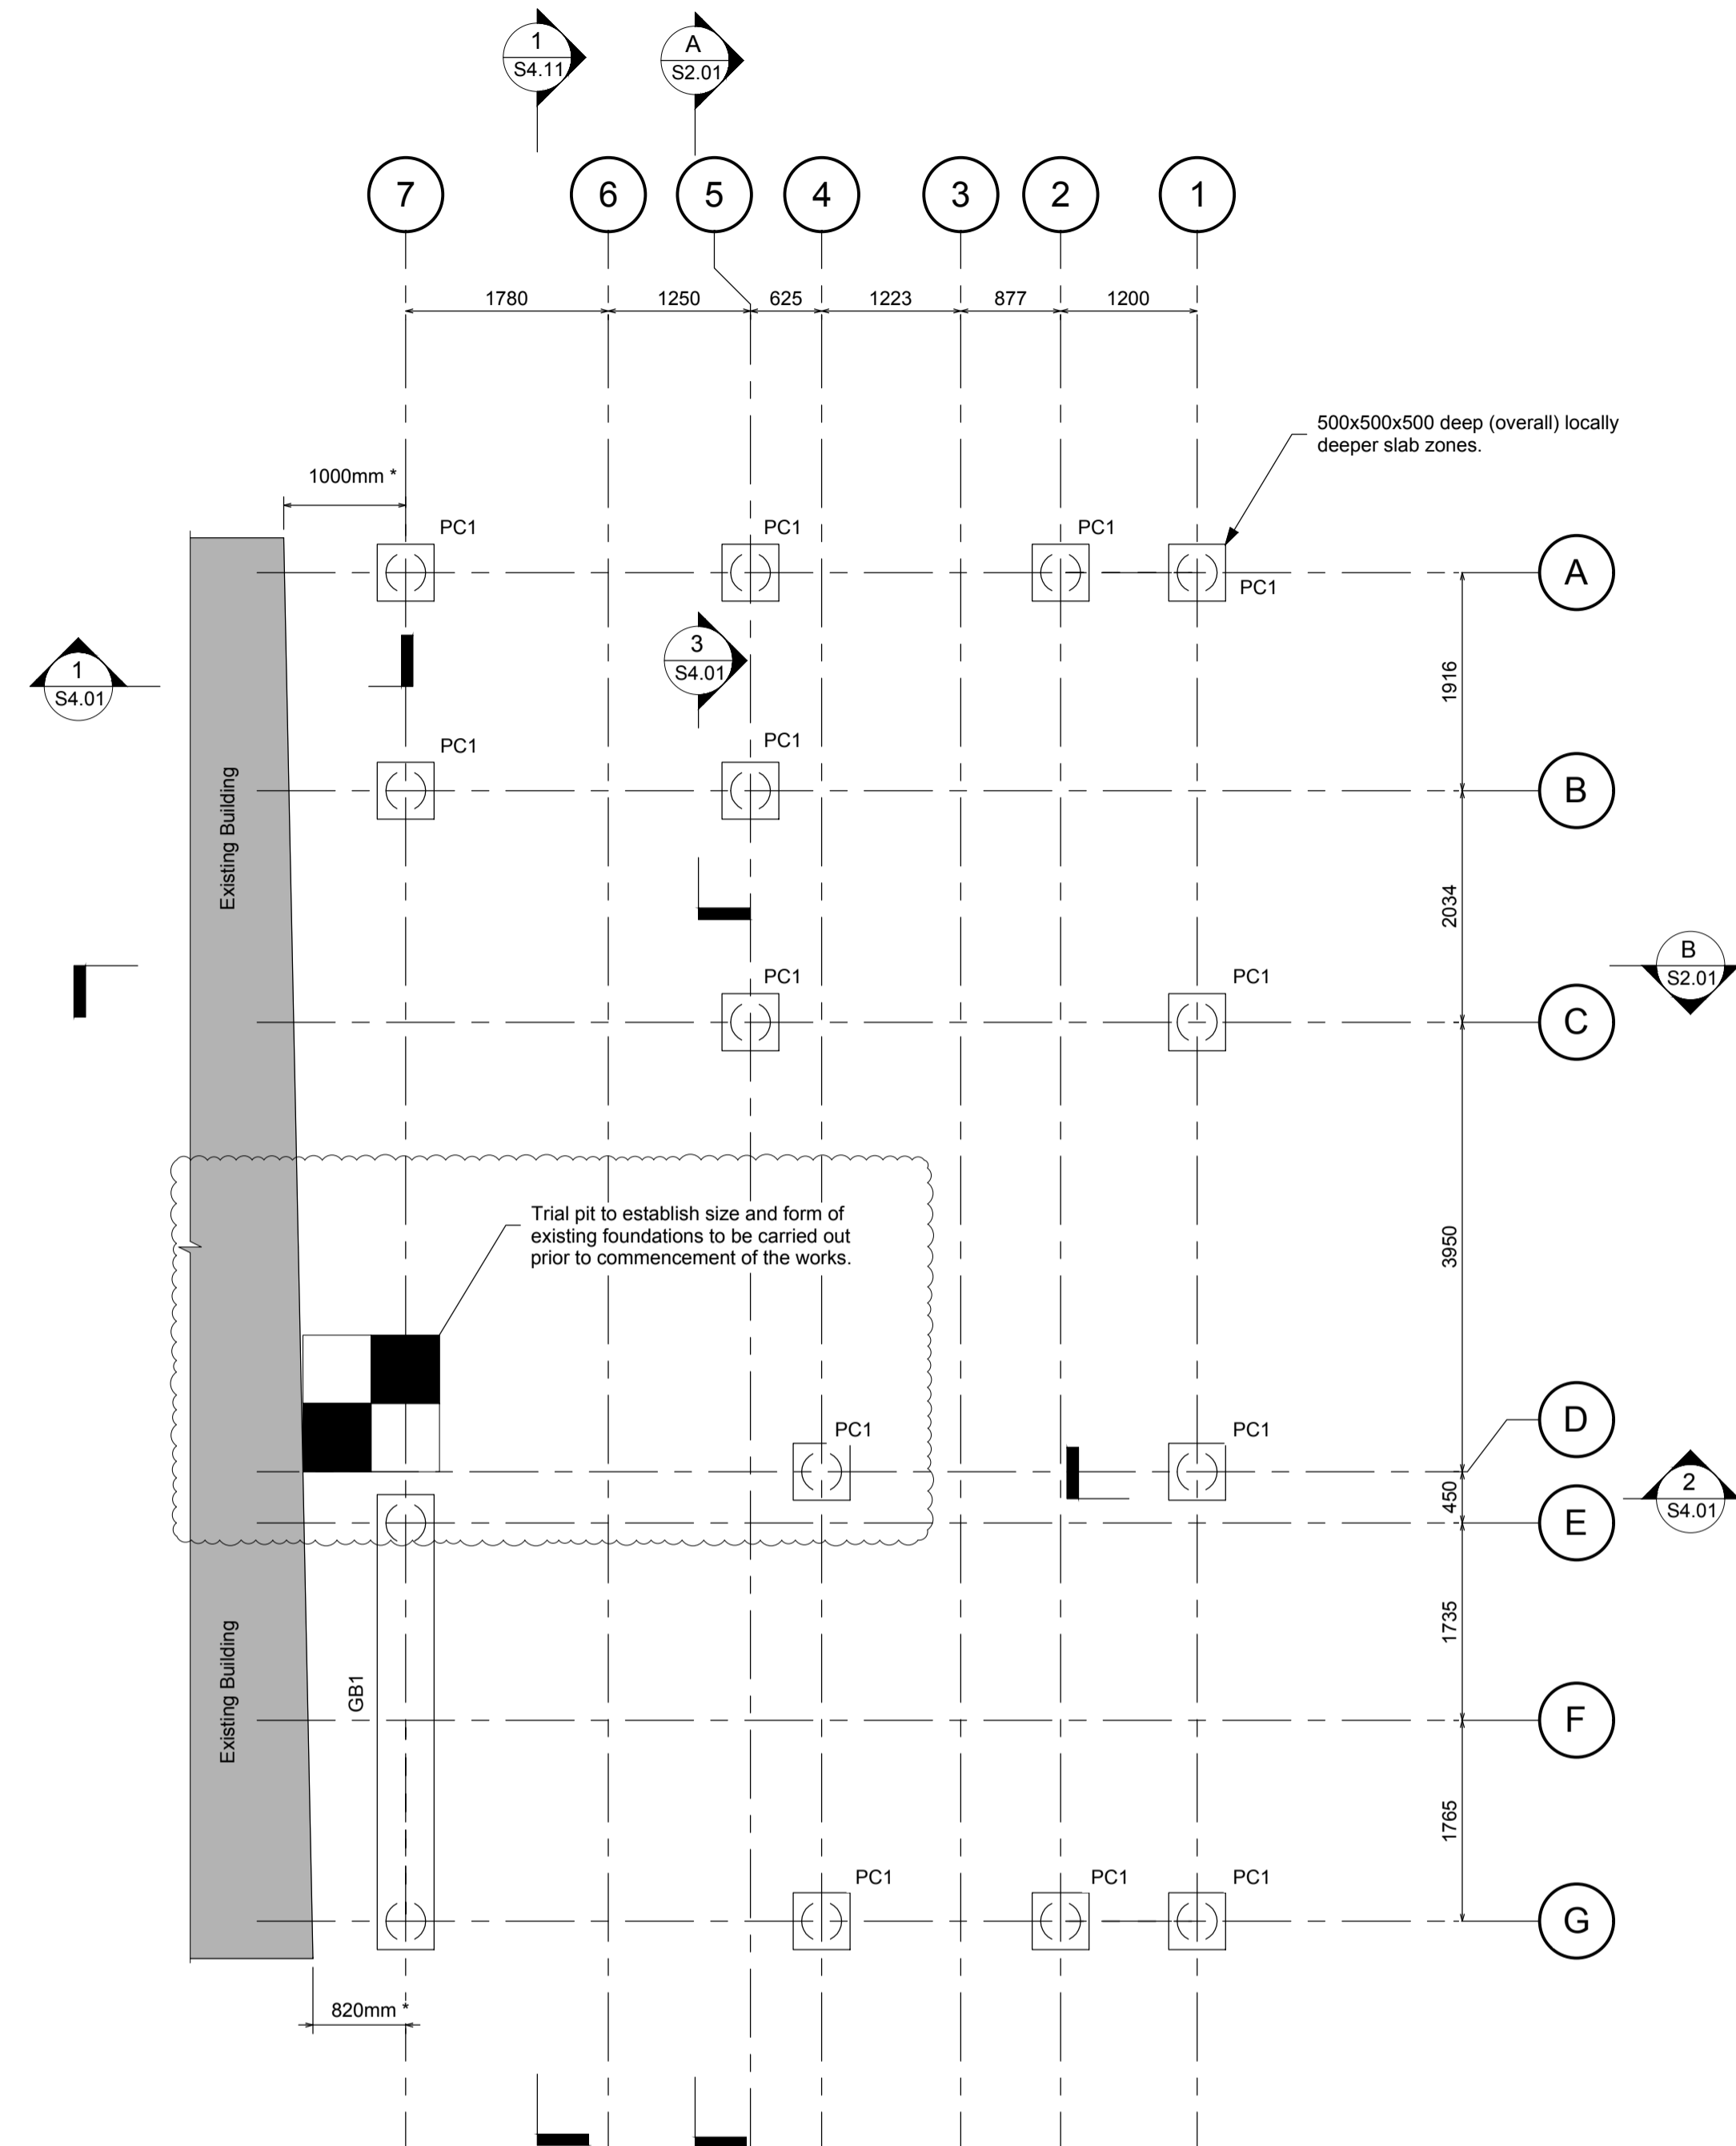 1
S4.11
A
S2.01
7
6
5
4
3
2
1
1780
1250
625
1223
877
1200
500x500x500 deep (overall) locally
deeper slab zones.
1000mm *
PC1
PC1
PC1
PC1
A
1
S4.01
3
S4.01
1916
PC1
PC1
B
Existing Building
2034
B
S2.01
PC1
PC1
C
Trial pit to establish size and form of
existing foundations to be carried out
prior to commencement of the works.
3950
D
PC1
PC1
2
S4.01
450
E
1735
Existing Building
GB1
F
1765
PC1
PC1
PC1
G
820mm *